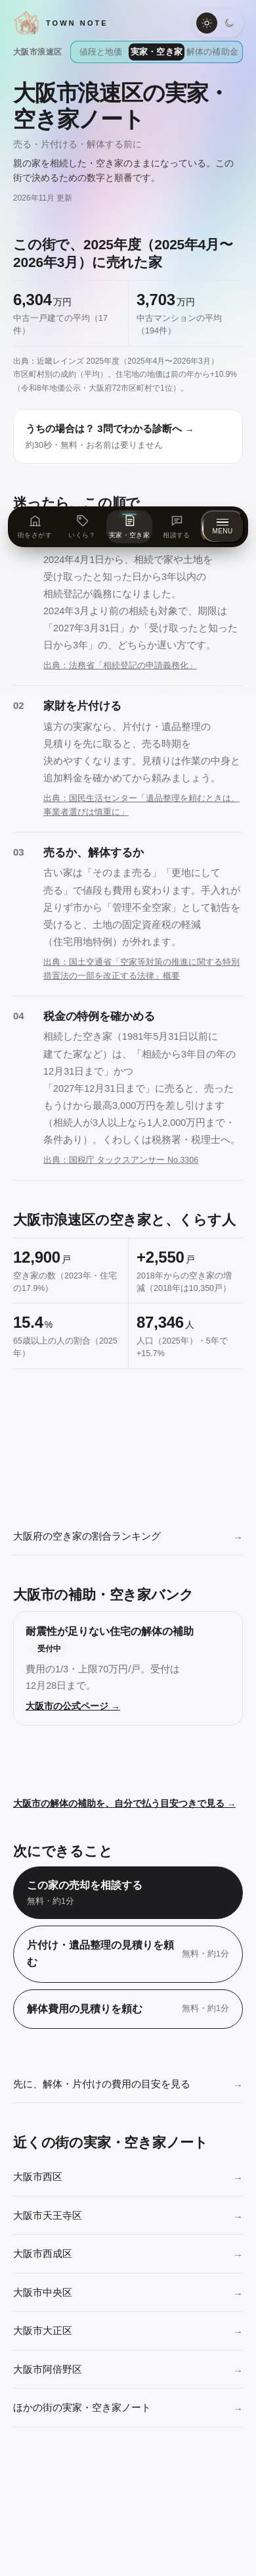 TOWN NOTE
大阪市浪速区 値段と地価 実家・空き家 解体の補助金
大阪市浪速区の実家・
空き家ノート
売る・片付ける・解体する前に
親の家を相続した・空き家のままになっている。この
街で決めるための数字と順番です。
2026年11月 更新
この街で、2025年度（2025年4月〜
2026年3月）に売れた家
6,304万円
中古一戸建ての平均（17
件）
3,703万円
中古マンションの平均
（194件）
出典：近畿レインズ 2025年度（2025年4月〜2026年3月）
市区町村別の成約（平均）。住宅地の地価は前の年から+10.9%
（令和8年地価公示・大阪府72市区町村で1位）。
うちの場合は？ 3問でわかる診断へ →
約30秒・無料・お名前は要りません
迷ったら、この順で
街をさがす いくら？ 実家・空き家 相談する MENU
2024年4月1日から、相続で家や土地を
受け取ったと知った日から3年以内の
相続登記が義務になりました。
2024年3月より前の相続も対象で、期限は
「2027年3月31日」か「受け取ったと知った
日から3年」の、どちらか遅い方です。
出典：法務省「相続登記の申請義務化」
02 家財を片付ける
遠方の実家なら、片付け・遺品整理の
見積りを先に取ると、売る時期を
決めやすくなります。見積りは作業の中身と
追加料金を確かめてから頼みましょう。
出典：国民生活センター「遺品整理を頼むときは、
事業者選びは慎重に」
03 売るか、解体するか
古い家は「そのまま売る」「更地にして
売る」で値段も費用も変わります。手入れが
足りず市から「管理不全空家」として勧告を
受けると、土地の固定資産税の軽減
（住宅用地特例）が外れます。
出典：国土交通省「空家等対策の推進に関する特別
措置法の一部を改正する法律」概要
04 税金の特例を確かめる
相続した空き家（1981年5月31日以前に
建てた家など）は、「相続から3年目の年の
12月31日まで」かつ
「2027年12月31日まで」に売ると、売った
もうけから最高3,000万円を差し引けます
（相続人が3人以上なら1人2,000万円まで・
条件あり）。くわしくは税務署・税理士へ。
出典：国税庁 タックスアンサー No.3306
大阪市浪速区の空き家と、くらす人
12,900戸
空き家の数（2023年・住宅
の17.9%）
+2,550戸
2018年からの空き家の増
減（2018年は10,350戸）
15.4%
65歳以上の人の割合（2025
年）
87,346人
人口（2025年）・5年で
+15.7%
大阪府の空き家の割合ランキング →
大阪市の補助・空き家バンク
耐震性が足りない住宅の解体の補助
受付中
費用の1/3・上限70万円/戸。受付は
12月28日まで。
大阪市の公式ページ →
大阪市の解体の補助を、自分で払う目安つきで見る →
次にできること
この家の売却を相談する
無料・約1分
片付け・遺品整理の見積りを頼
む
無料・約1分
解体費用の見積りを頼む 無料・約1分
先に、解体・片付けの費用の目安を見る →
近くの街の実家・空き家ノート
大阪市西区 →
大阪市天王寺区 →
大阪市西成区 →
大阪市中央区 →
大阪市大正区 →
大阪市阿倍野区 →
ほかの街の実家・空き家ノート →